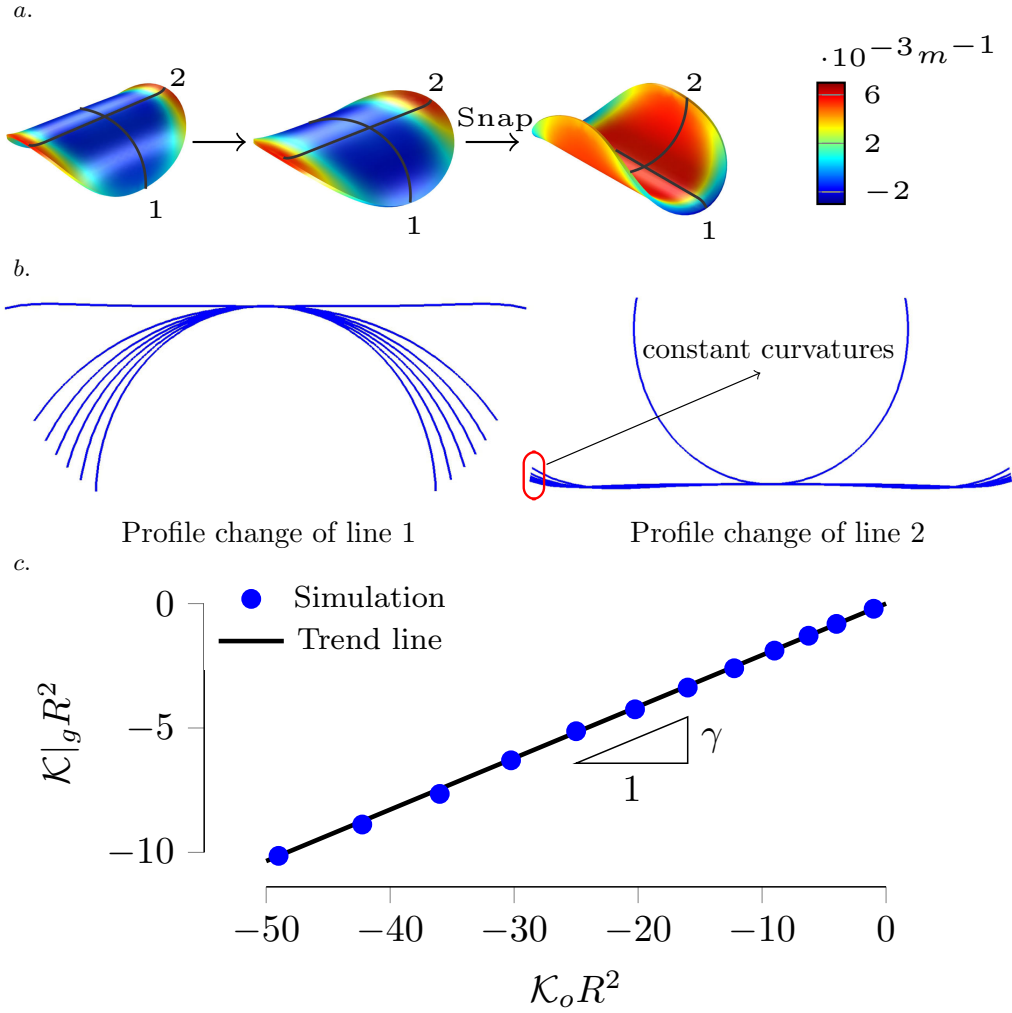 a.
2
1
2
1
Snap
2
1
·10⁻³m⁻¹
6
2
−2
b.
constant curvatures
Profile change of line 1
Profile change of line 2
c.
Simulation
Trend line
0
−5
−10
𝒦|_g R²
γ
1
−50 −40 −30 −20 −10 0
𝒦_o R²